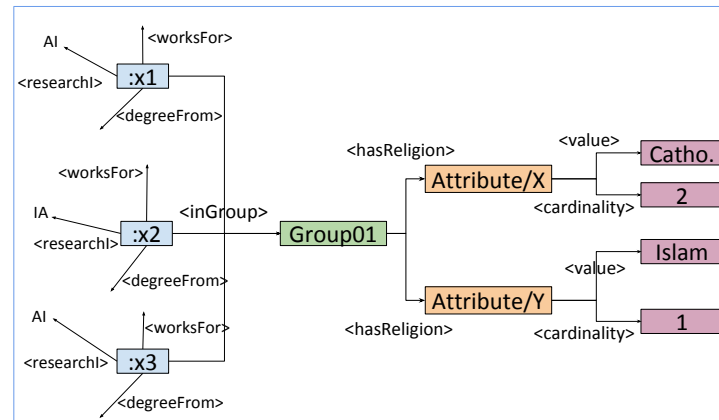 <worksFor>
AI
:x1
<researchI>
<degreeFrom>
<worksFor>
IA
:x2
<researchI>
<degreeFrom>
<inGroup>
Group01
AI
<worksFor>
:x3
<researchI>
<degreeFrom>
<hasReligion>
Attribute/X
<value>
Catho.
<cardinality>
2
<hasReligion>
Attribute/Y
<value>
Islam
<cardinality>
1